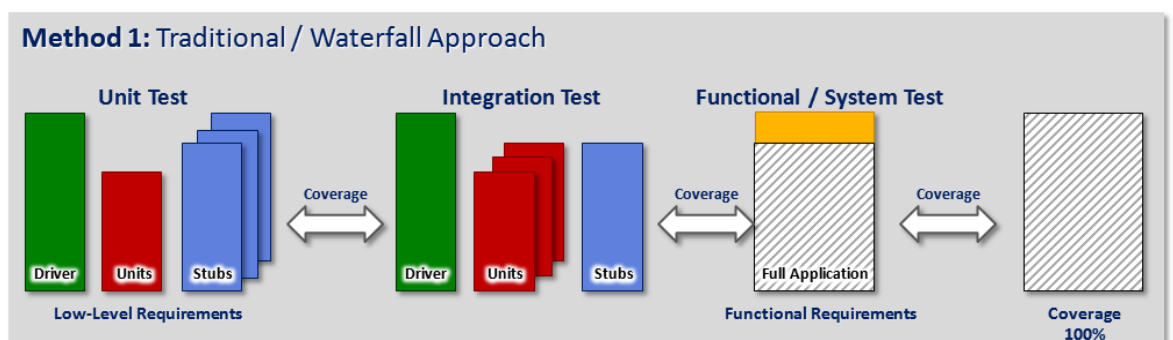 Method 1: Traditional / Waterfall Approach
Unit Test
Integration Test
Functional / System Test
Coverage
Coverage
Coverage
Driver
Units
Stubs
Driver
Units
Stubs
Full Application
Low-Level Requirements
Functional Requirements
Coverage
100%